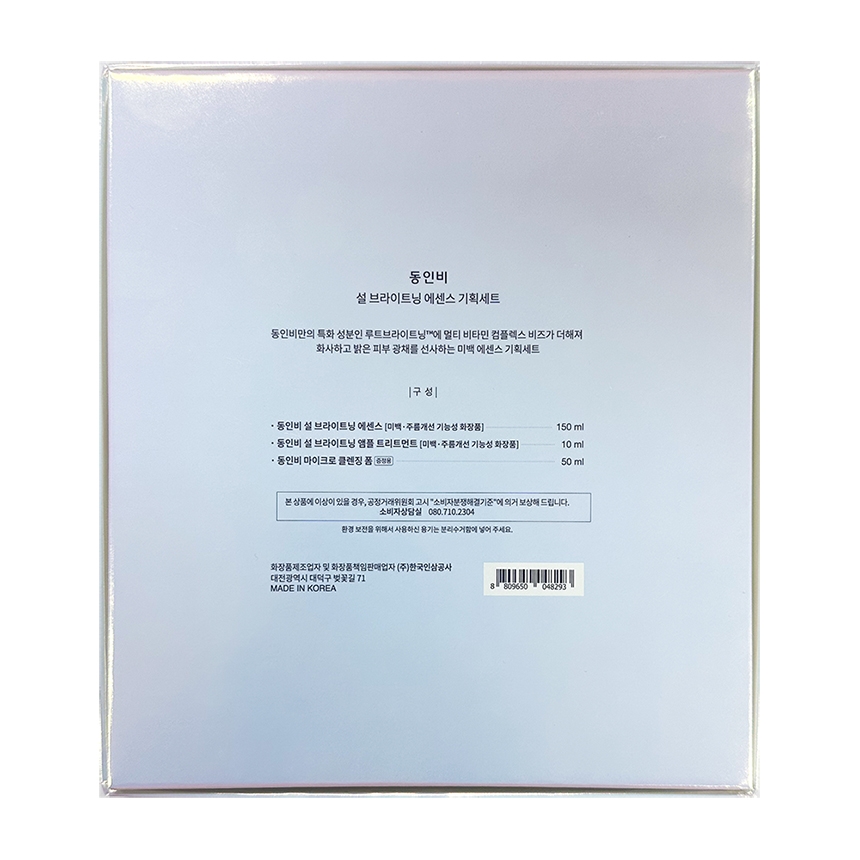 동인비
설 브라이트닝 에센스 기획세트
동인비만의 특화 성분인 루트브라이트닝™에 멀티 비타민 컴플렉스 비즈가 더해져
화사하고 밝은 피부 광채를 선사하는 미백 에센스 기획세트
|구 성|
· 동인비 설 브라이트닝 에센스 [미백·주름개선 기능성 화장품] 150 ml
· 동인비 설 브라이트닝 앰플 트리트먼트 [미백·주름개선 기능성 화장품] 10 ml
· 동인비 마이크로 클렌징 폼 증정용 50 ml
본 상품에 이상이 있을 경우, 공정거래위원회 고시 "소비자분쟁해결기준"에 의거 보상해 드립니다.
소비자상담실 080.710.2304
환경 보전을 위해서 사용하신 용기는 분리수거함에 넣어 주세요.
화장품제조업자 및 화장품책임판매업자 (주)한국인삼공사
대전광역시 대덕구 벚꽃길 71
MADE IN KOREA
8 809650 048293